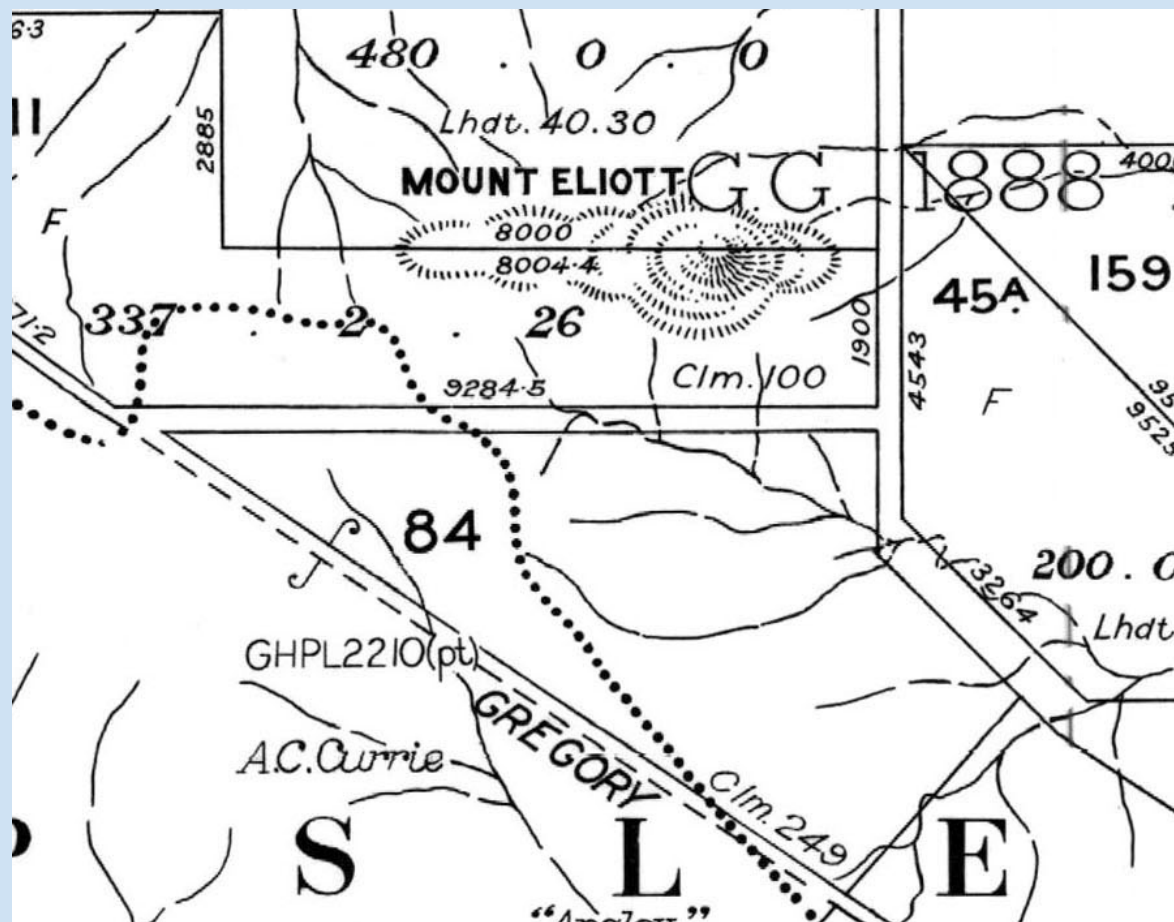 6·3
480 . 0 . 0
11
2885
Lhdt. 40.30
MOUNT ELIOTT
G.G. 1888
400
F
8000
8004·4
45A
159
71·2
337 . 2 . 26
1900
4543
9284·5
Clm. 100
F
9525
84
200 . 0
3264
Lhdt
GHPL2210(pt)
GREGORY
A.C.Currie
Clm. 249
S L E